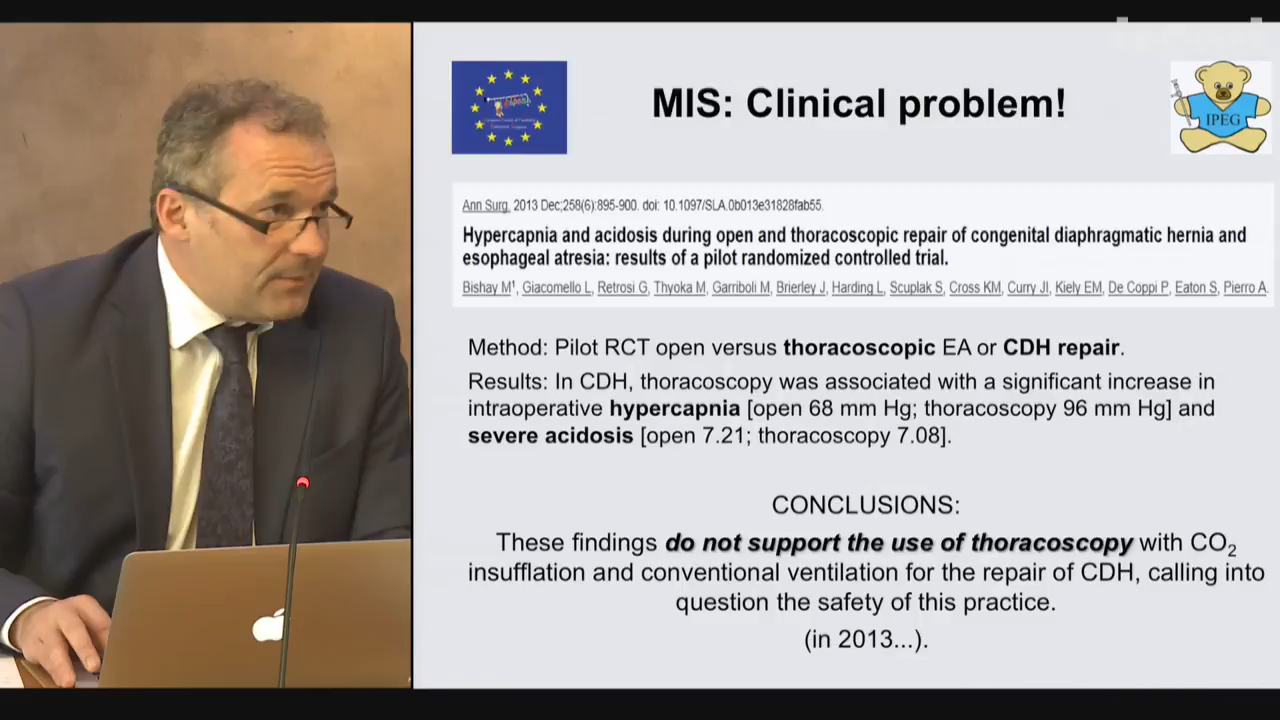 MIS: Clinical problem!
IPEG
Ann Surg. 2013 Dec;258(6):895-900. doi: 10.1097/SLA.0b013e31828fab55.
Hypercapnia and acidosis during open and thoracoscopic repair of congenital diaphragmatic hernia and
esophageal atresia: results of a pilot randomized controlled trial.
Bishay M¹, Giacomello L, Retrosi G, Thyoka M, Garriboli M, Brierley J, Harding L, Scuplak S, Cross KM, Curry JI, Kiely EM, De Coppi P, Eaton S, Pierro A.
Method: Pilot RCT open versus thoracoscopic EA or CDH repair.
Results: In CDH, thoracoscopy was associated with a significant increase in
intraoperative hypercapnia [open 68 mm Hg; thoracoscopy 96 mm Hg] and
severe acidosis [open 7.21; thoracoscopy 7.08].
CONCLUSIONS:
These findings do not support the use of thoracoscopy with CO₂
insufflation and conventional ventilation for the repair of CDH, calling into
question the safety of this practice.
(in 2013...).